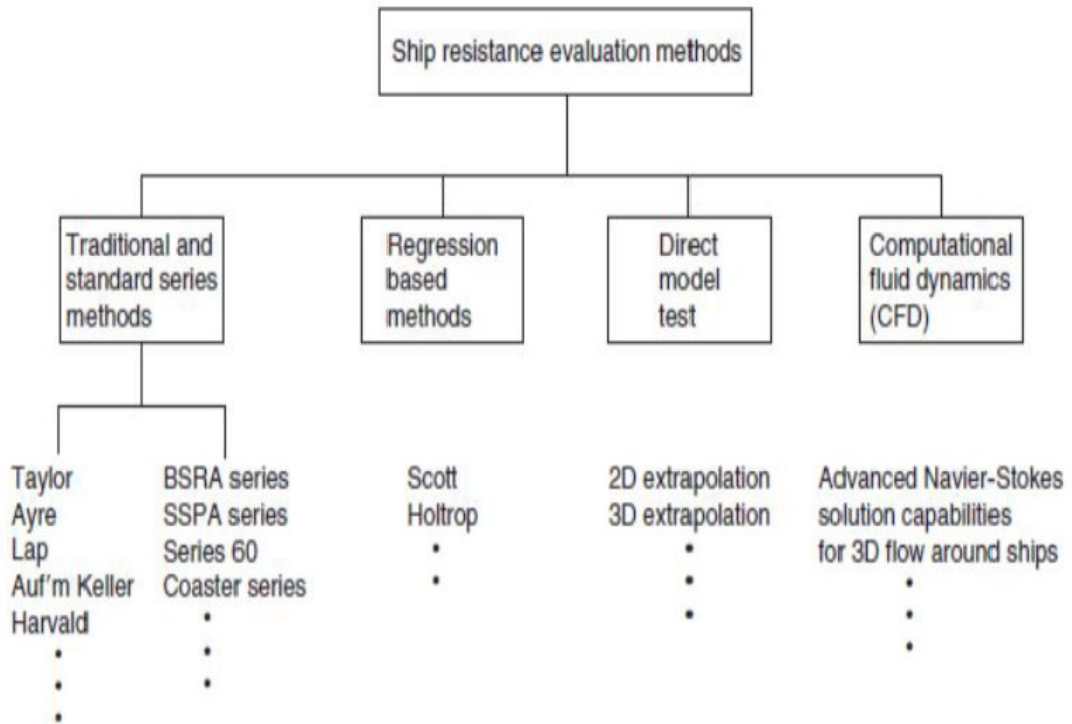 Ship resistance evaluation methods
Traditional and
standard series
methods
Regression
based
methods
Direct
model
test
Computational
fluid dynamics
(CFD)
Taylor
Ayre
Lap
Auf'm Keller
Harvald
BSRA series
SSPA series
Series 60
Coaster series
Scott
Holtrop
2D extrapolation
3D extrapolation
Advanced Navier-Stokes
solution capabilities
for 3D flow around ships